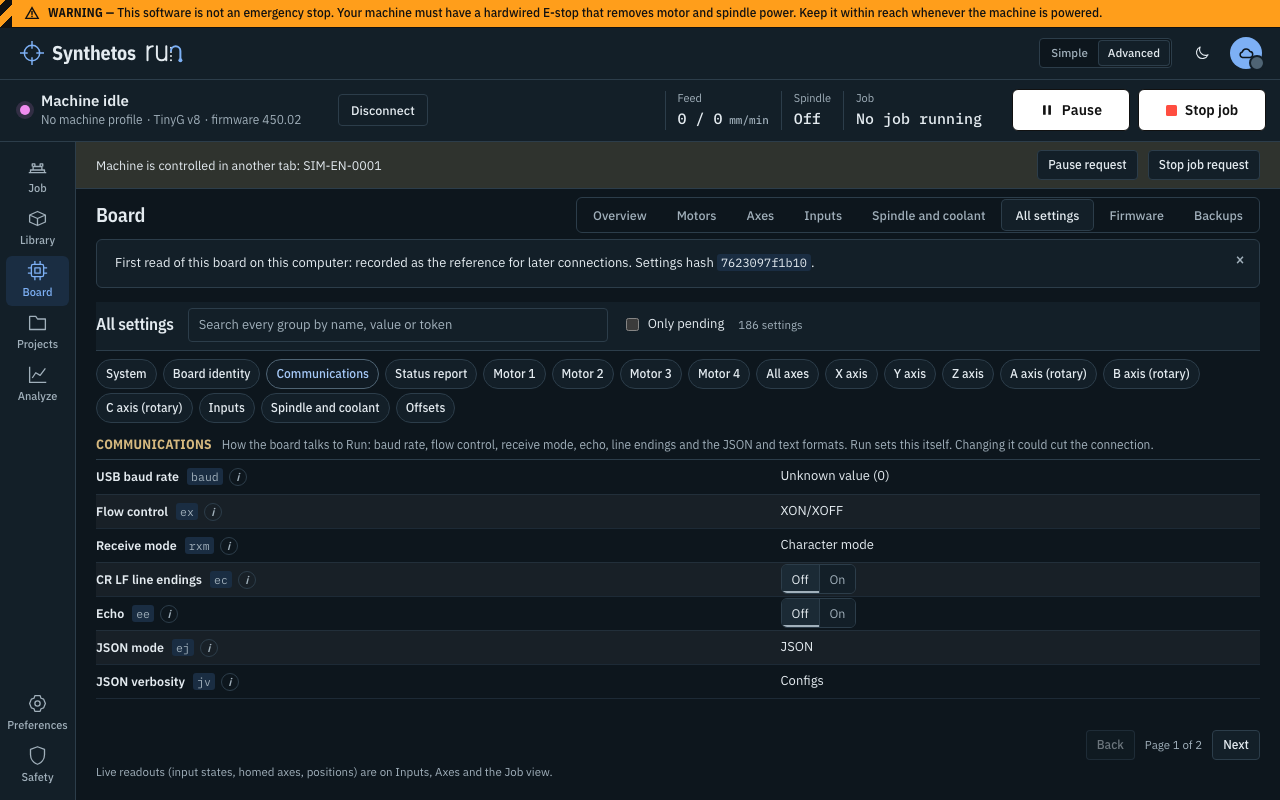 WARNING — This software is not an emergency stop. Your machine must have a hardwired E-stop that removes motor and spindle power. Keep it within reach whenever the machine is powered.
Synthetos run
Simple Advanced
Machine idle
No machine profile · TinyG v8 · firmware 450.02
Disconnect
Feed
0 / 0 mm/min
Spindle
Off
Job
No job running
Pause
Stop job
Job
Library
Board
Projects
Analyze
Preferences
Safety
Machine is controlled in another tab: SIM-EN-0001
Pause request Stop job request
Board
Overview Motors Axes Inputs Spindle and coolant All settings Firmware Backups
First read of this board on this computer: recorded as the reference for later connections. Settings hash 7623097f1b10. ×
All settings Search every group by name, value or token Only pending 186 settings
System Board identity Communications Status report Motor 1 Motor 2 Motor 3 Motor 4 All axes X axis Y axis Z axis A axis (rotary) B axis (rotary)
C axis (rotary) Inputs Spindle and coolant Offsets
COMMUNICATIONS How the board talks to Run: baud rate, flow control, receive mode, echo, line endings and the JSON and text formats. Run sets this itself. Changing it could cut the connection.
USB baud rate baud i Unknown value (0)
Flow control ex i XON/XOFF
Receive mode rxm i Character mode
CR LF line endings ec i Off On
Echo ee i Off On
JSON mode ej i JSON
JSON verbosity jv i Configs
Back Page 1 of 2 Next
Live readouts (input states, homed axes, positions) are on Inputs, Axes and the Job view.